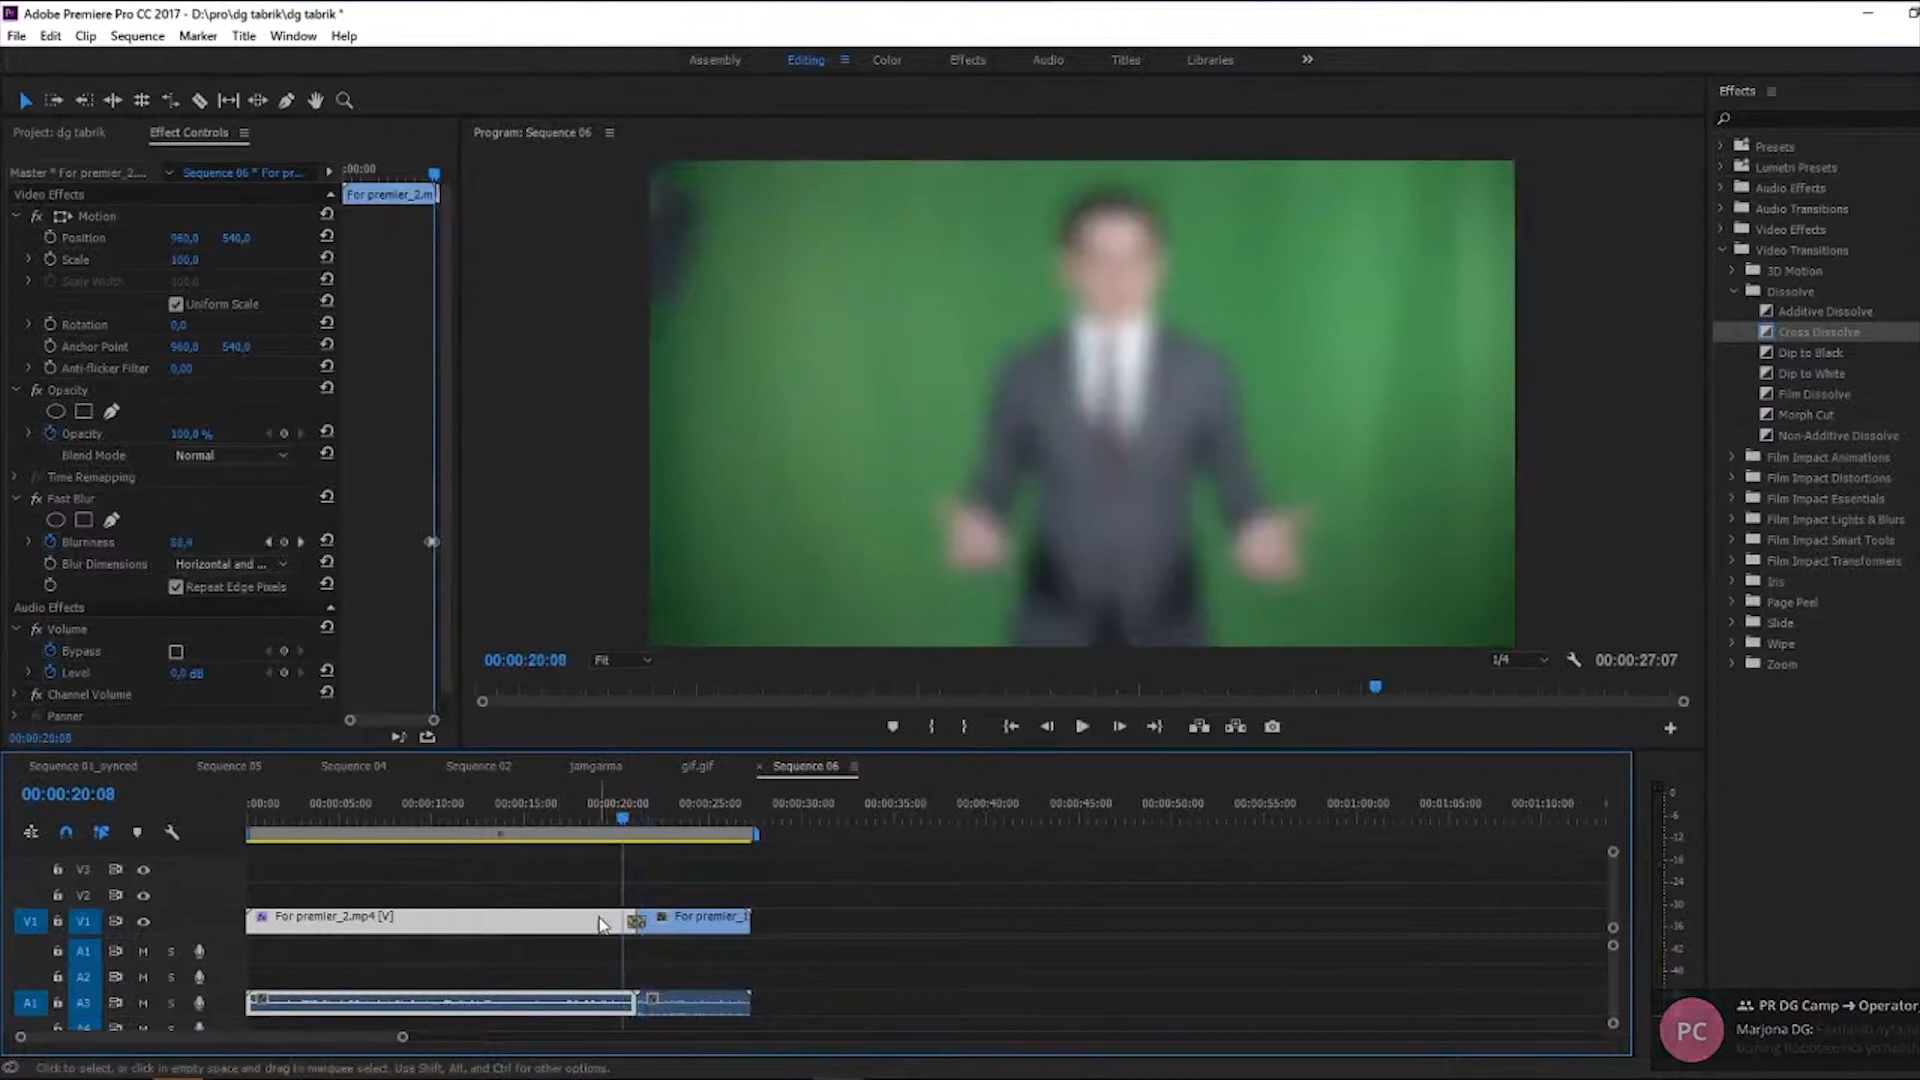 Adobe Premiere Pro CC 2017 - D:\pro\dg tabrik\dg tabrik *
File Edit Clip Sequence Marker Title Window Help
Assembly Editing Color Effects Audio Titles Libraries
Project: dg tabrik Effect Controls
Program: Sequence 06
Effects
Master * For premier_2.... Sequence 06 * For pr... :00:00
Video Effects For premier_2.m
fx Motion
Position 960,0 540,0
Scale 100,0
Scale Width 100,0
Uniform Scale
Rotation 0,0
Anchor Point 960,0 540,0
Anti-flicker Filter 0,00
fx Opacity
Opacity 100,0 %
Blend Mode Normal
Time Remapping
fx Fast Blur
Blurriness
Blur Dimensions Horizontal and ...
Repeat Edge Pixels
Audio Effects
fx Volume
Bypass
Level 0,0 dB
fx Channel Volume
Panner
00:00:20:08
00:00:20:08 Fit 1/4 00:00:27:07
Presets
Lumetri Presets
Audio Effects
Audio Transitions
Video Effects
Video Transitions
3D Motion
Dissolve
Additive Dissolve
Cross Dissolve
Dip to Black
Dip to White
Film Dissolve
Morph Cut
Non-Additive Dissolve
Film Impact Animations
Film Impact Distortions
Film Impact Essentials
Film Impact Lights & Blurs
Film Impact Smart Tools
Film Impact Transformers
Iris
Page Peel
Slide
Wipe
Zoom
Sequence 01_synced Sequence 05 Sequence 04 Sequence 02 jamgarma gif.gif Sequence 06
00:00:20:08
:00:00 00:00:05:00 00:00:10:00 00:00:15:00 00:00:20:00 00:00:25:00 00:00:30:00 00:00:35:00 00:00:40:00 00:00:45:00 00:00:50:00 00:00:55:00 00:01:00:00 00:01:05:00 00:01:10:00
V3
V2
V1 V1 For premier_2.mp4 [V] For premier_1
A1 M S
A2 M S
A1 A3 M S
A4
0
-6
-12
-18
-24
-30
-36
-42
-48
PC
PR DG Camp → Operator,
Marjona DG:
Click to select, or click in empty space and drag to marquee select. Use Shift, Alt, and Ctrl for other options.